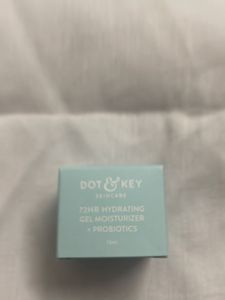 DOT & KEY
SKINCARE
72HR HYDRATING
GEL MOISTURIZER
+ PROBIOTICS